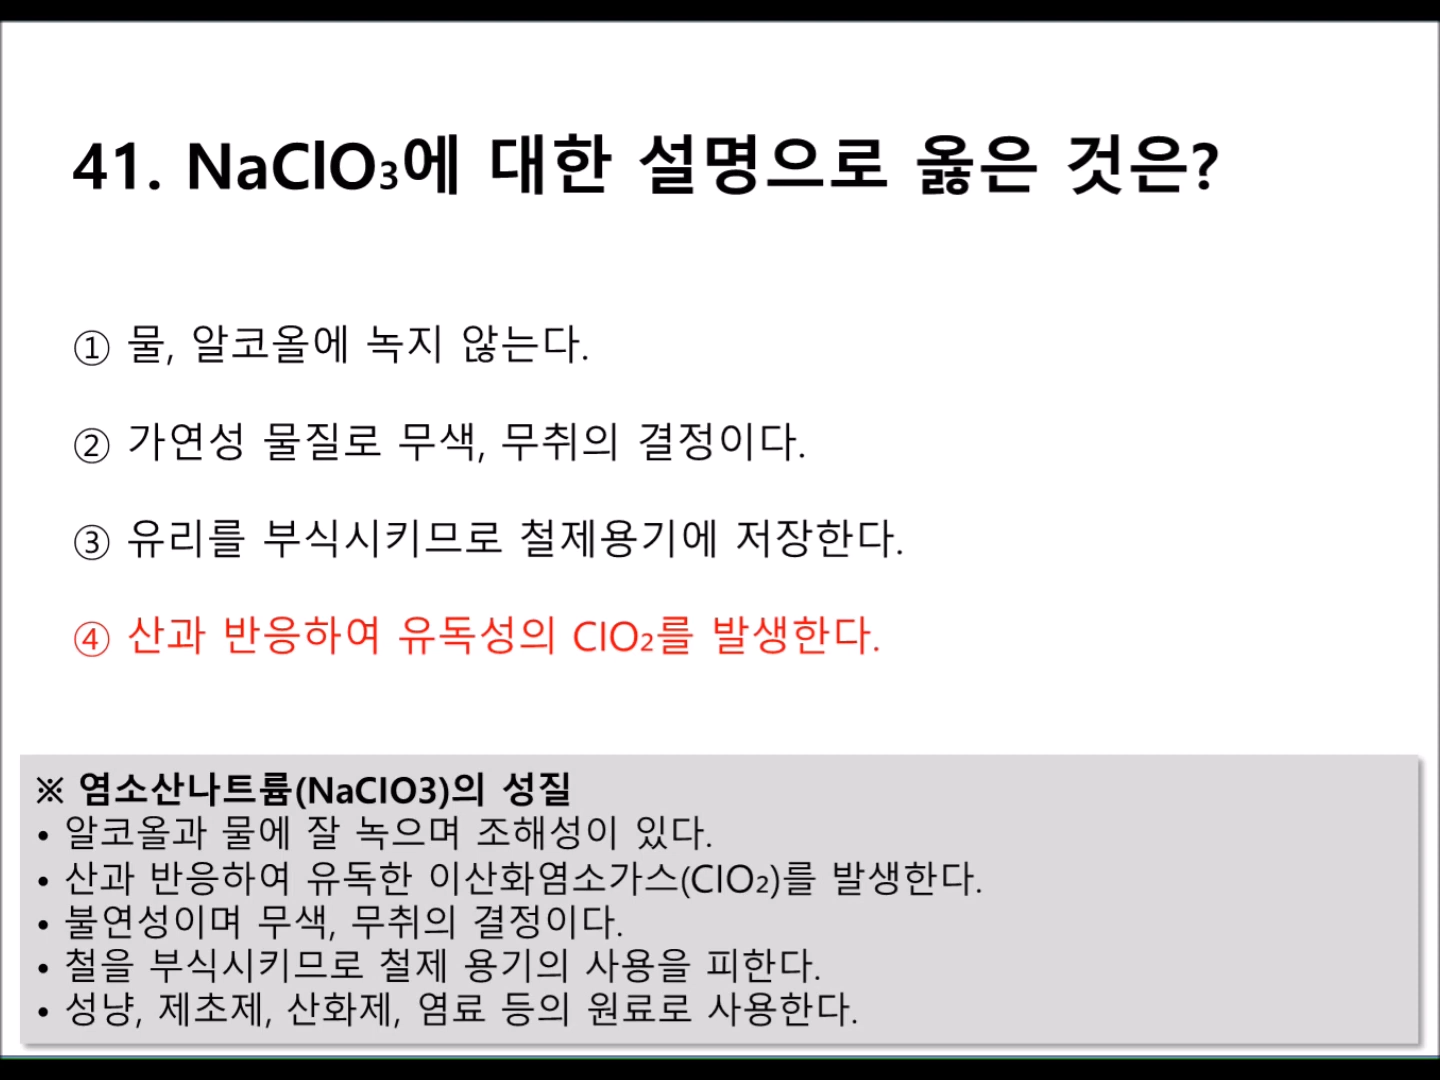 41. NaClO₃에 대한 설명으로 옳은 것은?
① 물, 알코올에 녹지 않는다.
② 가연성 물질로 무색, 무취의 결정이다.
③ 유리를 부식시키므로 철제용기에 저장한다.
④ 산과 반응하여 유독성의 ClO₂를 발생한다.
※ 염소산나트륨(NaClO3)의 성질
• 알코올과 물에 잘 녹으며 조해성이 있다.
• 산과 반응하여 유독한 이산화염소가스(ClO₂)를 발생한다.
• 불연성이며 무색, 무취의 결정이다.
• 철을 부식시키므로 철제 용기의 사용을 피한다.
• 성냥, 제초제, 산화제, 염료 등의 원료로 사용한다.